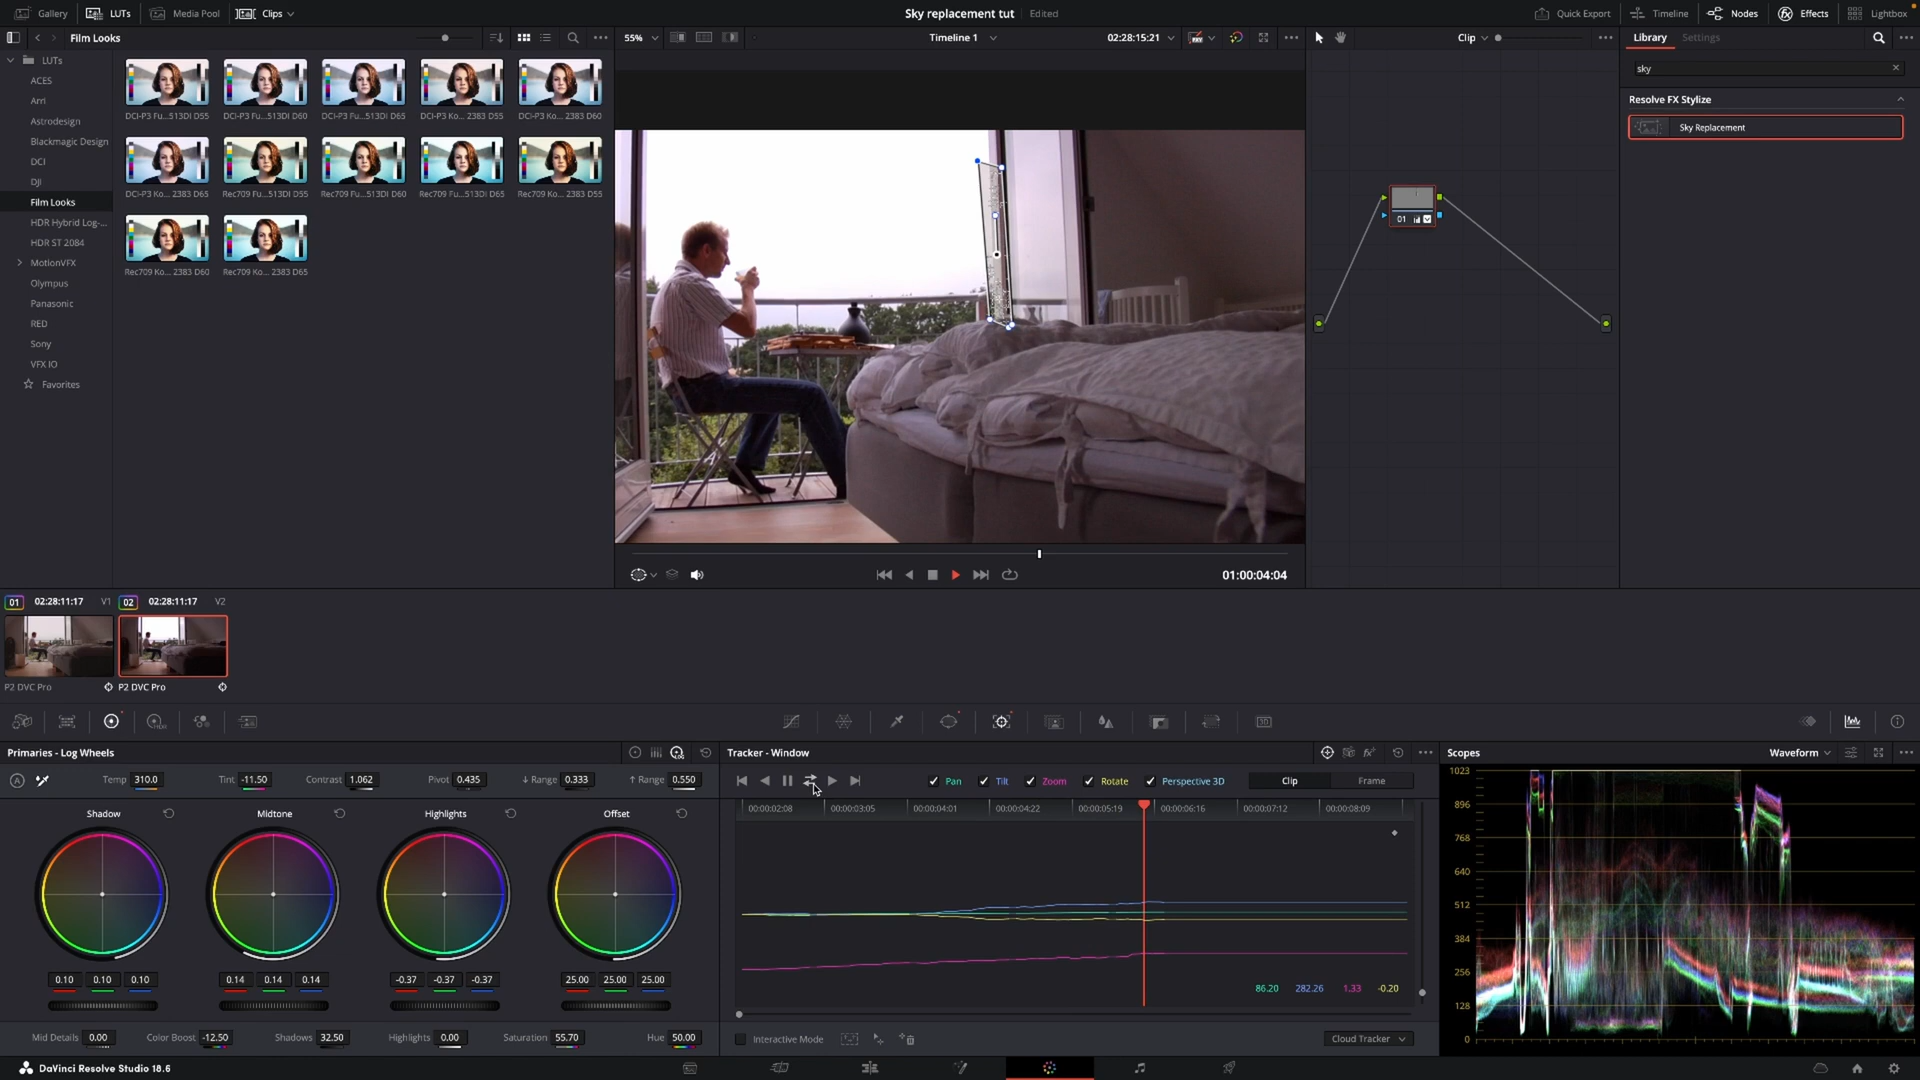 Gallery LUTs Media Pool Clips Sky replacement tut Edited Quick Export Timeline Nodes Effects Lightbox
Film Looks 55% Timeline 1 02:28:15:21 Clip Library Settings
LUTs
ACES
Arri
Astrodesign
Blackmagic Design
DCI
DJI
Film Looks
HDR Hybrid Log-...
HDR ST 2084
MotionVFX
Olympus
Panasonic
RED
Sony
VFX IO
Favorites
DCI-P3 Fu...513DI D55 DCI-P3 Fu...513DI D60 DCI-P3 Fu...513DI D65 DCI-P3 Ko... 2383 D55 DCI-P3 Ko... 2383 D60
DCI-P3 Ko... 2383 D65 Rec709 Fu...513DI D55 Rec709 Fu...513DI D60 Rec709 Fu...513DI D65 Rec709 Ko... 2383 D55
Rec709 Ko... 2383 D60 Rec709 Ko... 2383 D65
01
sky
Resolve FX Stylize
Sky Replacement
01:00:04:04
01 02:28:11:17 V1 02 02:28:11:17 V2
P2 DVC Pro P2 DVC Pro
Primaries - Log Wheels
Temp 310.0 Tint -11.50 Contrast 1.062 Pivot 0.435 Range 0.333 Range 0.550
Shadow Midtone Highlights Offset
0.10 0.10 0.10 0.14 0.14 0.14 -0.37 -0.37 -0.37 25.00 25.00 25.00
Mid Details 0.00 Color Boost -12.50 Shadows 32.50 Highlights 0.00 Saturation 55.70 Hue 50.00
Tracker - Window
Pan Tilt Zoom Rotate Perspective 3D Clip Frame
00:00:02:08 00:00:03:05 00:00:04:01 00:00:04:22 00:00:05:19 00:00:06:16 00:00:07:12 00:00:08:09
86.20 282.26 1.33 -0.20
Interactive Mode Cloud Tracker
Scopes Waveform
1023
896
768
640
512
384
256
128
0
DaVinci Resolve Studio 18.6